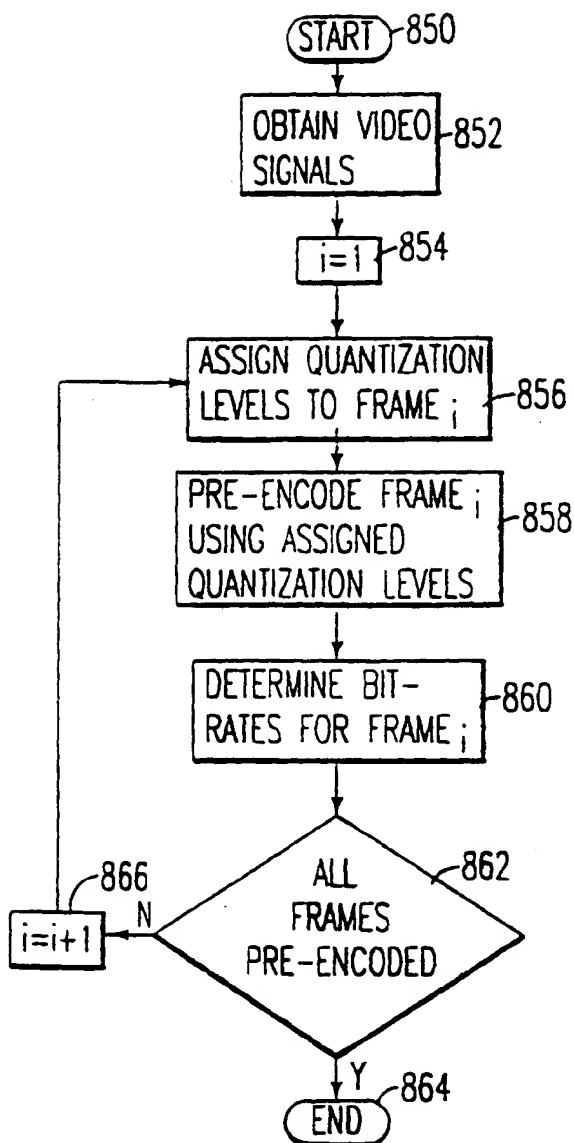 START 850
OBTAIN VIDEO
SIGNALS
852
i=1 854
ASSIGN QUANTIZATION
LEVELS TO FRAME i
856
PRE-ENCODE FRAME i
USING ASSIGNED
QUANTIZATION LEVELS
858
DETERMINE BIT-
RATES FOR FRAME i
860
ALL
FRAMES
PRE-ENCODED
862
N
866
i=i+1
Y
END 864